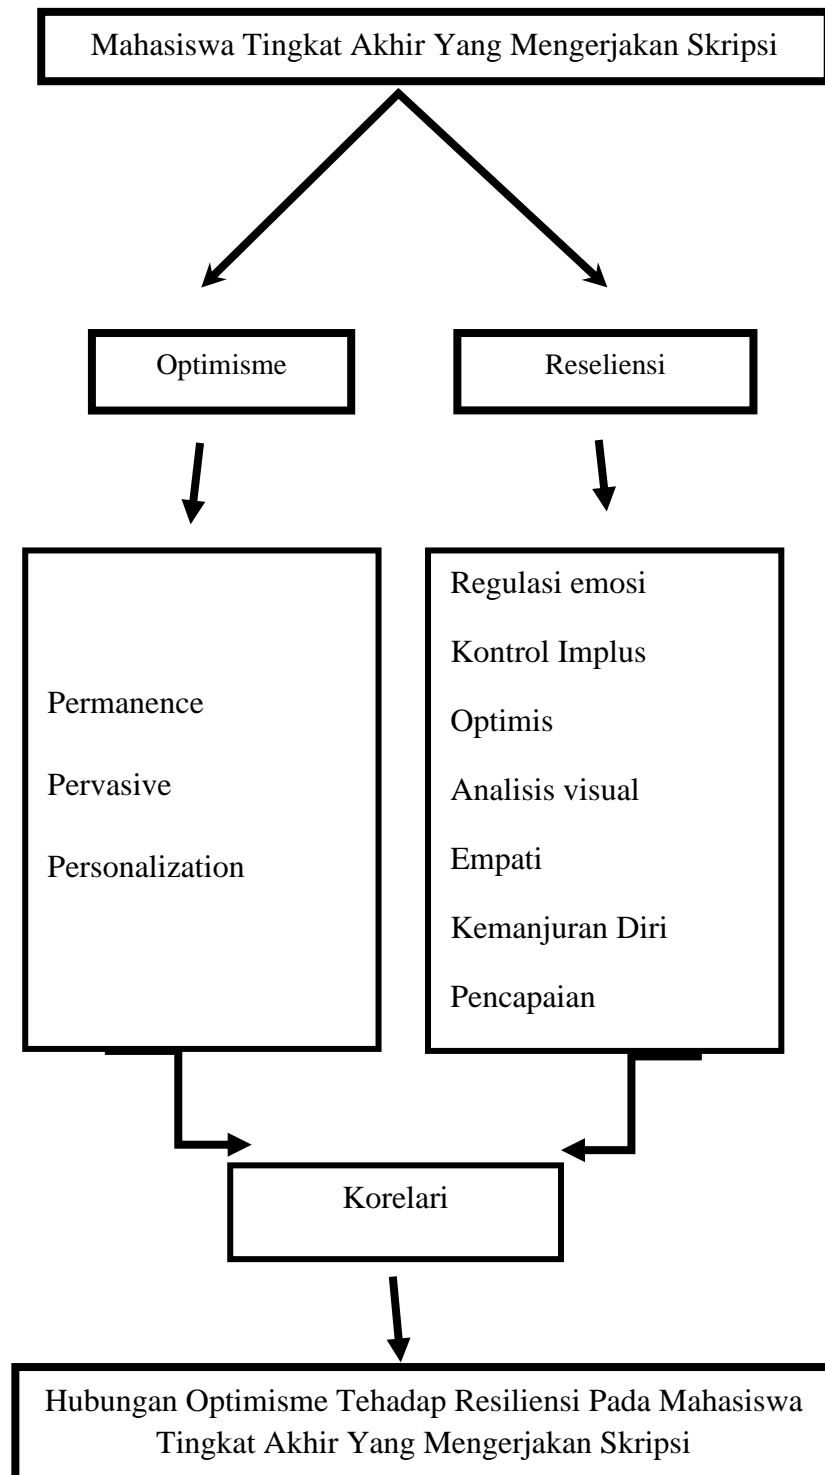 Mahasiswa Tingkat Akhir Yang Mengerjakan Skripsi
Optimisme
Reseliensi
Permanence
Pervasive
Personalization
Regulasi emosi
Kontrol Implus
Optimis
Analisis visual
Empati
Kemanjuran Diri
Pencapaian
Korelari
Hubungan Optimisme Tehadap Resiliensi Pada Mahasiswa
Tingkat Akhir Yang Mengerjakan Skripsi